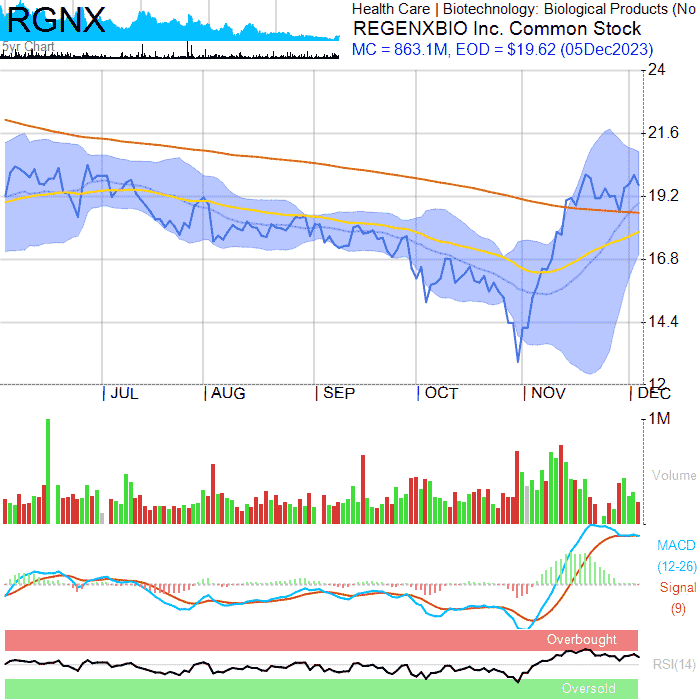 RGNX
5yr Chart
Health Care | Biotechnology: Biological Products (No
REGENXBIO Inc. Common Stock
MC = 863.1M, EOD = $19.62 (05Dec2023)
24
21.6
19.2
16.8
14.4
12
JUL AUG SEP OCT NOV DEC
1M
Volume
MACD
(12-26)
Signal
(9)
Overbought
RSI(14)
Oversold